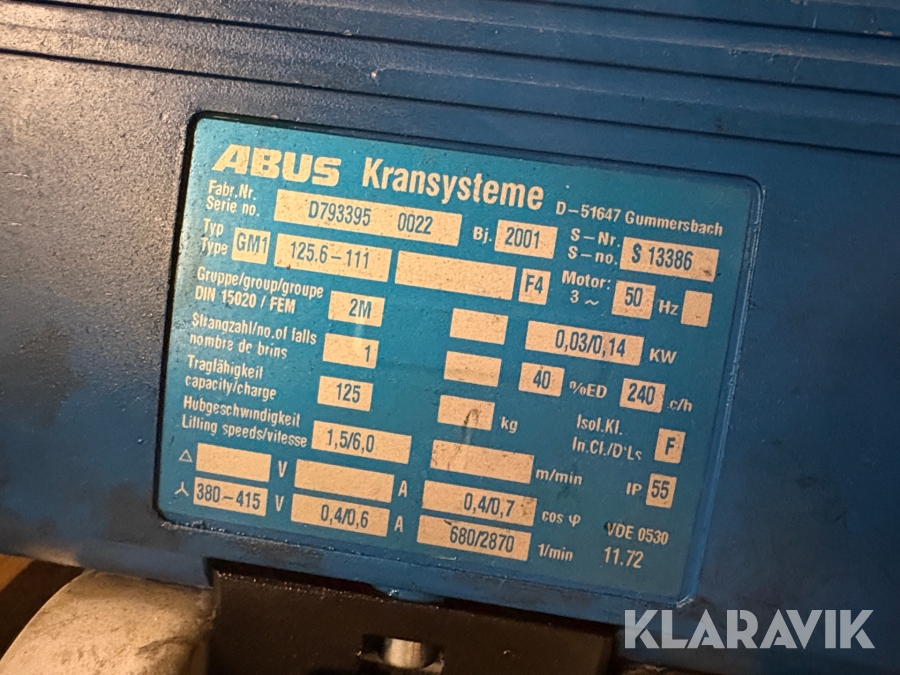 ABUS Kransysteme D-51647 Gummersbach
Fabr.Nr. Serie no. D793395 0022 Bj. 2001 S-Nr. S-no. S 13386
Typ Type GM1 125.6-111 F4 Motor: 3 ~ 50 Hz
Gruppe/group/groupe
DIN 15020 / FEM 2M 0,03/0,14 KW
Strangzahl/no.of falls
nombre de brins 1 40 %ED 240 c/h
Tragfähigkeit
capacity/charge 125 kg Isol.Kl. In.Cl./D'Ls F
Hubgeschwindigkeit
Lifting speeds/vitesse 1,5/6,0 m/min IP 55
V A 0,4/0,7 cos φ VDE 0530
380-415 V 0,4/0,6 A 680/2870 1/min 11.72
KLARAVIK